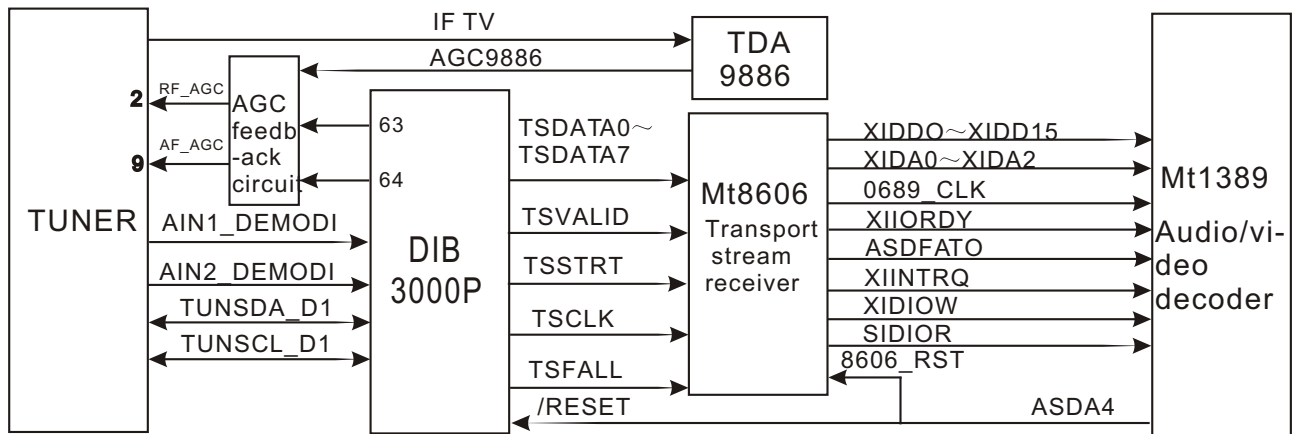 IF TV
TDA
9886
AGC9886
2
RF_AGC
9
AF_AGC
AGC
feedb
-ack
circuit
63
64
TUNER
AIN1_DEMODI
AIN2_DEMODI
TUNSDA_D1
TUNSCL_D1
DIB
3000P
TSDATA0～
TSDATA7
TSVALID
TSSTRT
TSCLK
TSFALL
/RESET
Mt8606
Transport
stream
receiver
XIDDO～XIDD15
XIDA0～XIDA2
0689_CLK
XIIORDY
ASDFATO
XIINTRQ
XIDIOW
SIDIOR
8606_RST
ASDA4
Mt1389
Audio/vi-
deo
decoder